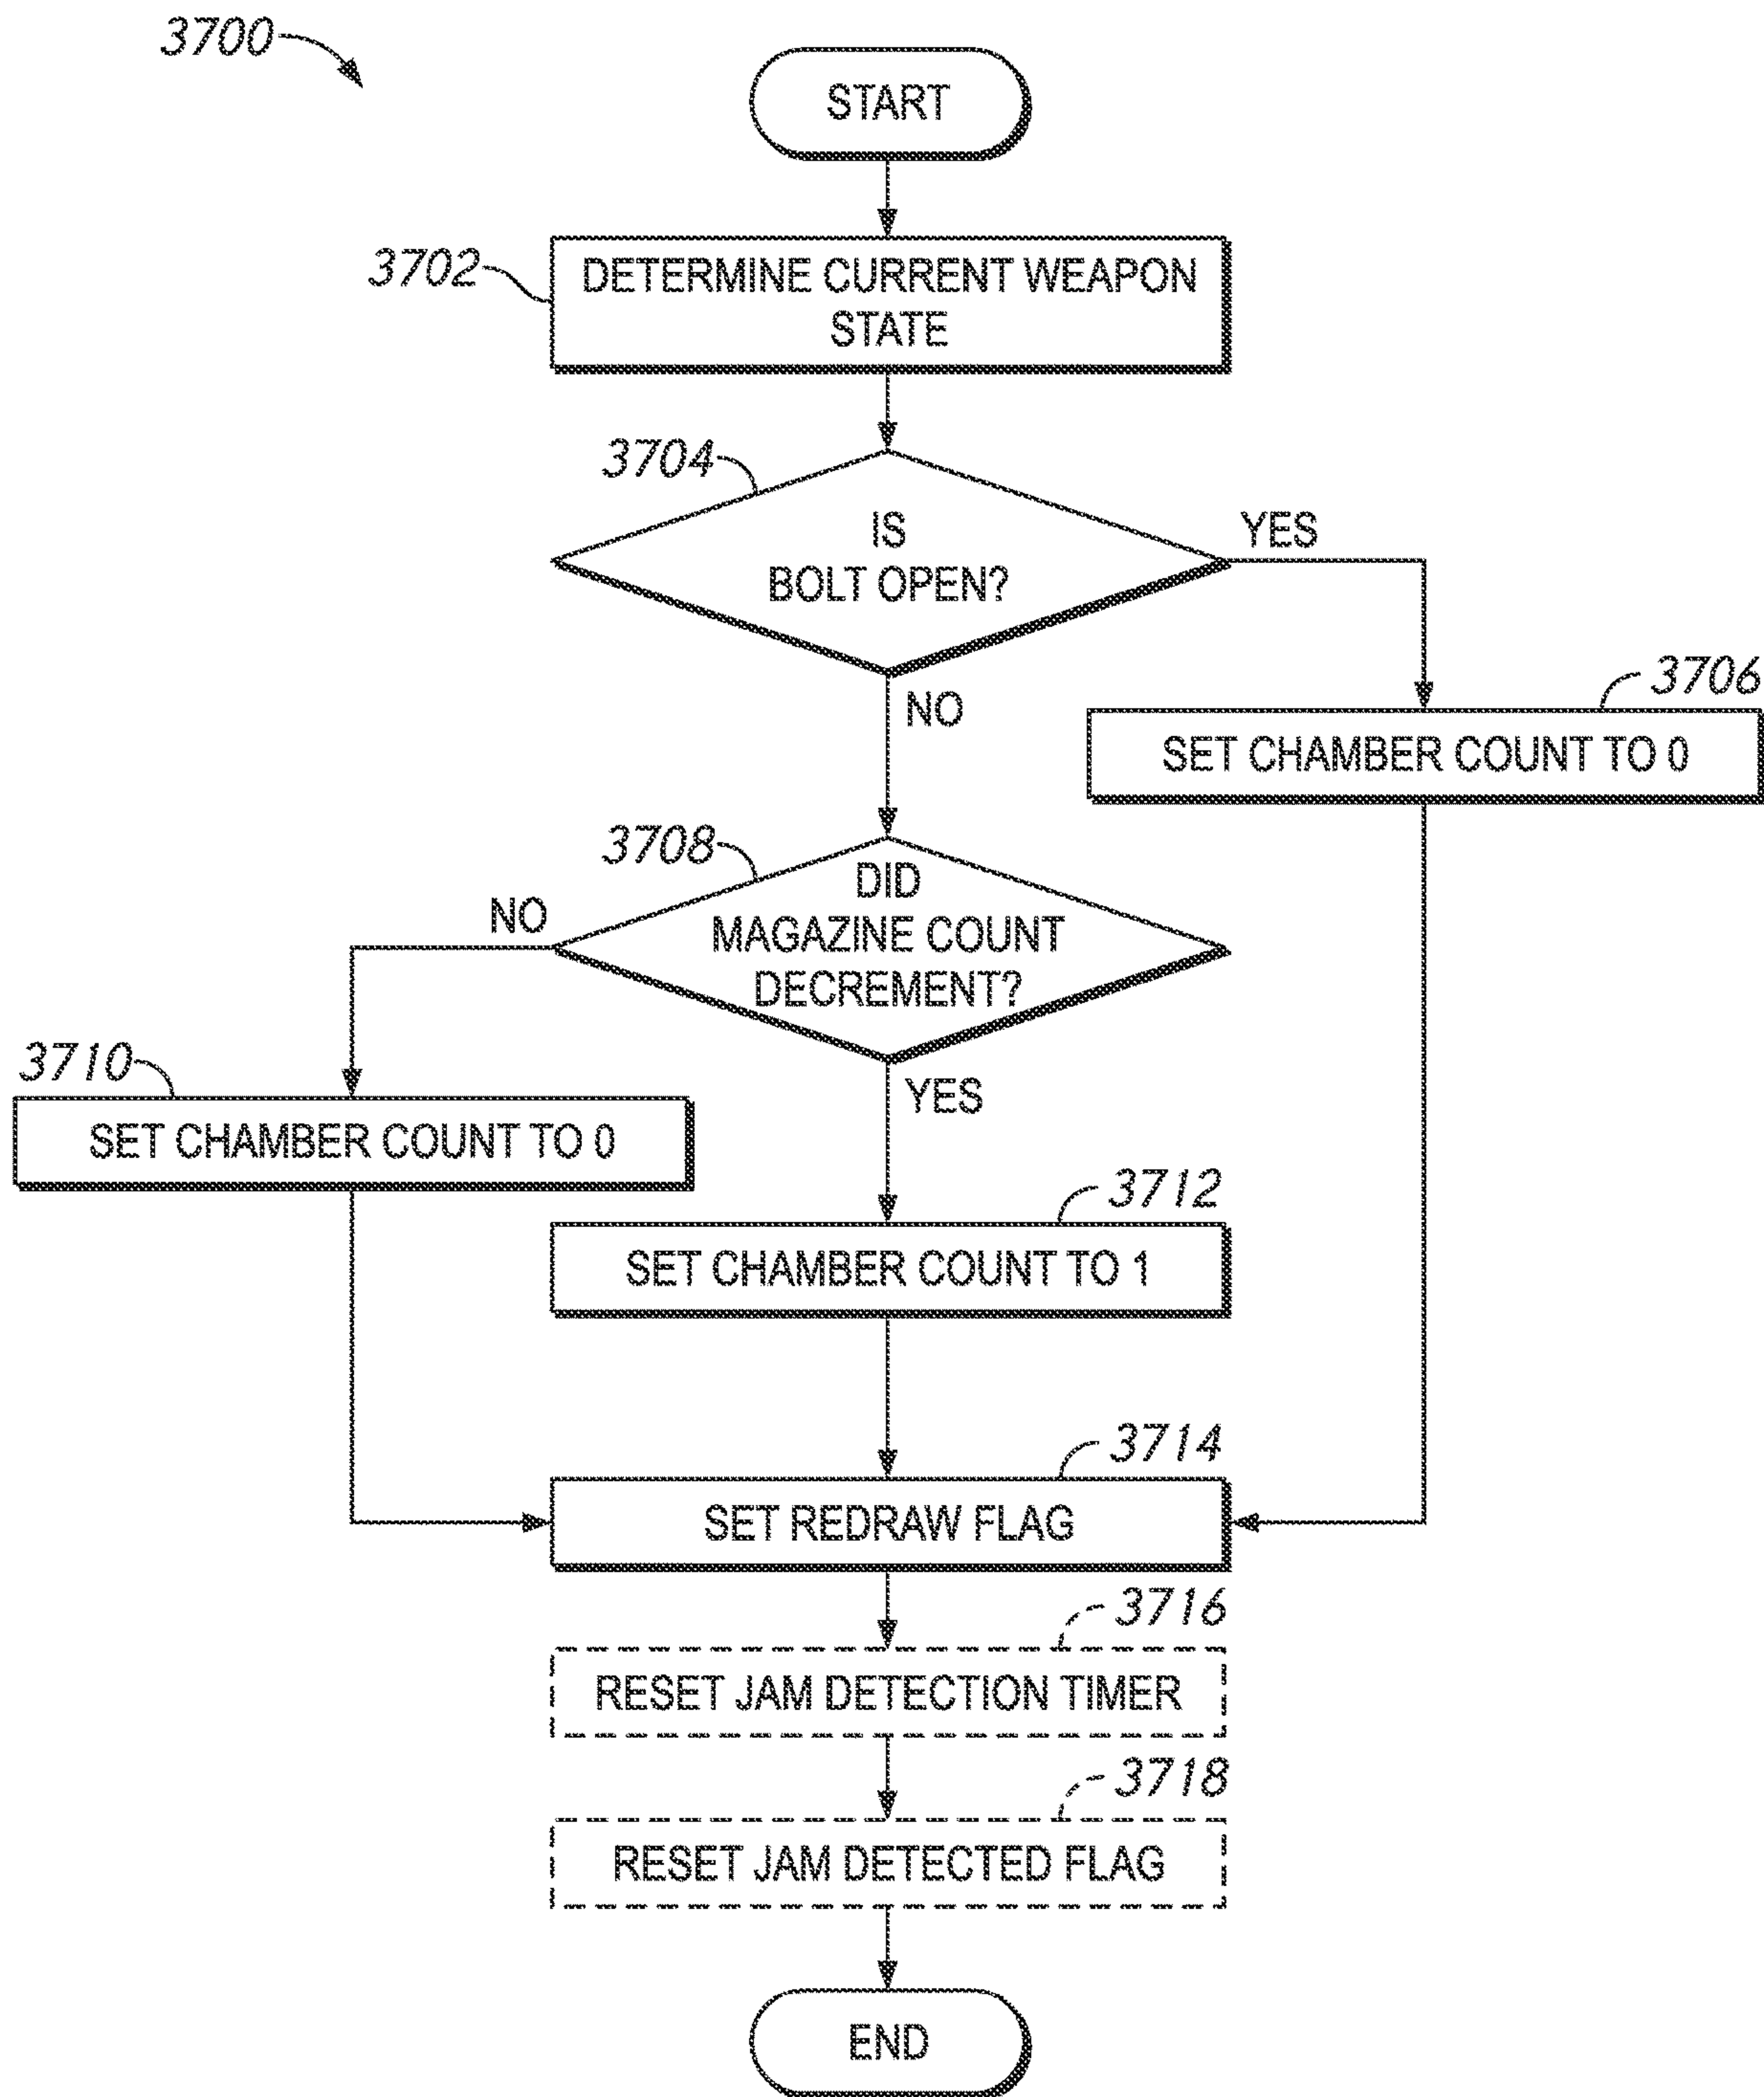 3700
START
3702
DETERMINE CURRENT WEAPON
STATE
3704
IS
BOLT OPEN?
YES
NO
3706
SET CHAMBER COUNT TO 0
3708
DID
MAGAZINE COUNT
DECREMENT?
NO
YES
3710
SET CHAMBER COUNT TO 0
3712
SET CHAMBER COUNT TO 1
3714
SET REDRAW FLAG
3716
RESET JAM DETECTION TIMER
3718
RESET JAM DETECTED FLAG
END